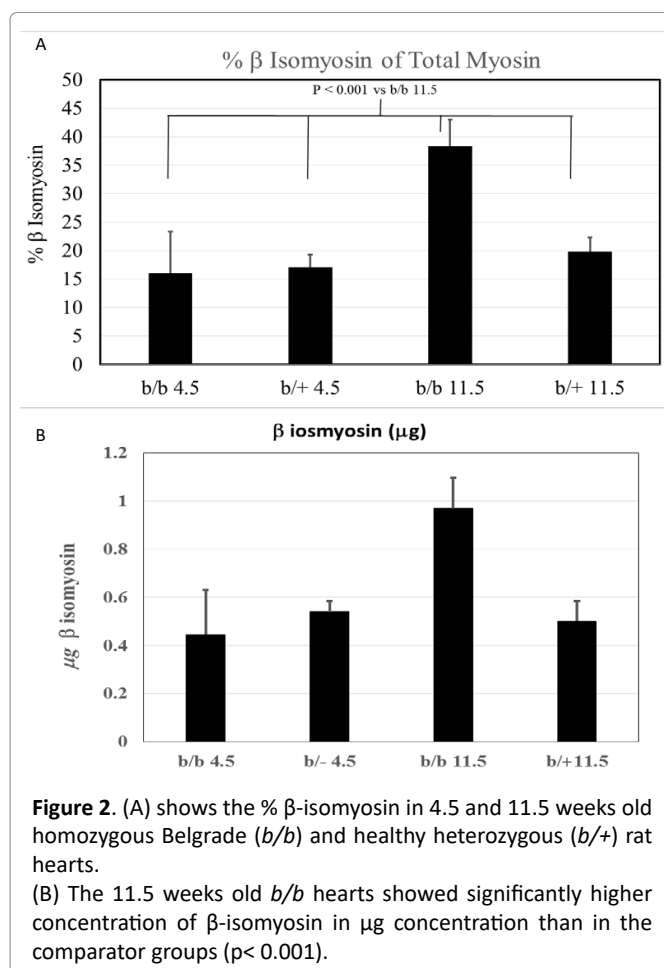 A
% β Isomyosin of Total Myosin
P < 0.001 vs b/b 11.5
% β Isomyosin
50
45
40
35
30
25
20
15
10
5
0
b/b 4.5 b/+ 4.5 b/b 11.5 b/+ 11.5
B
β iosmyosin (μg)
μg β isomyosin
1.2
1
0.8
0.6
0.4
0.2
0
b/b 4.5 b/- 4.5 b/b 11.5 b/+11.5
Figure 2. (A) shows the % β-isomyosin in 4.5 and 11.5 weeks old
homozygous Belgrade (b/b) and healthy heterozygous (b/+) rat
hearts.
(B) The 11.5 weeks old b/b hearts showed significantly higher
concentration of β-isomyosin in μg concentration than in the
comparator groups (p< 0.001).